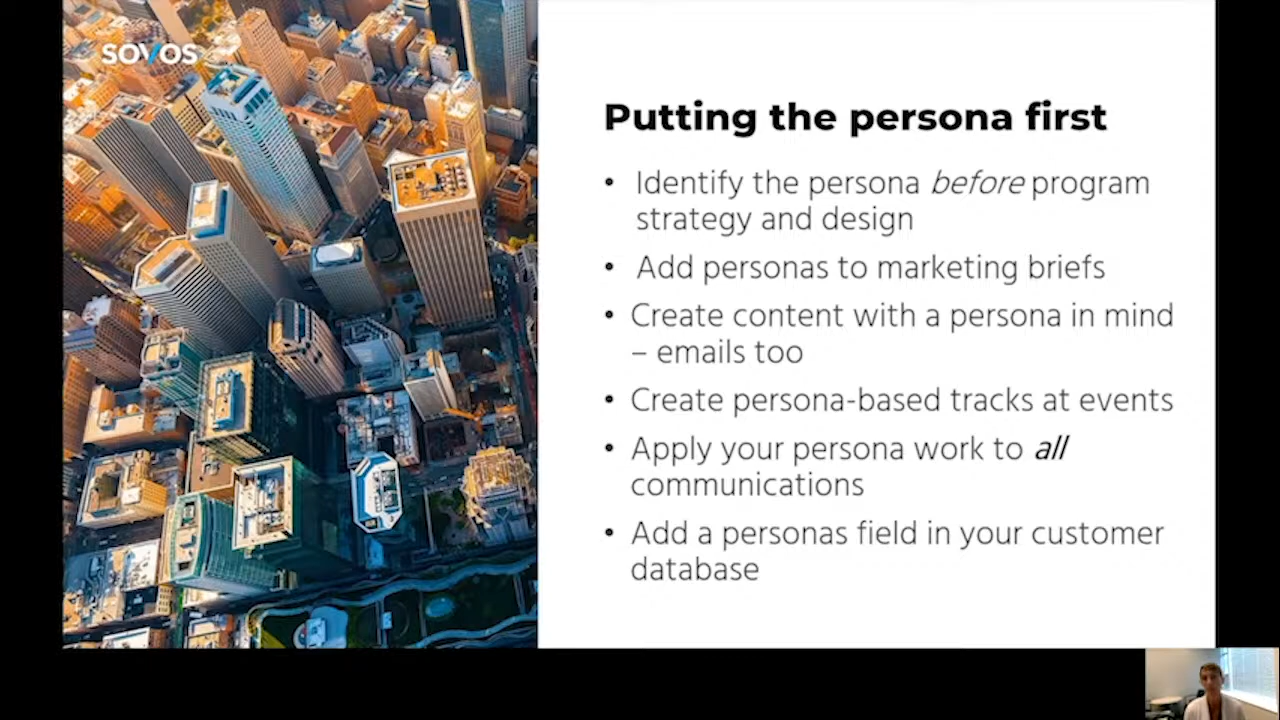 SOVOS
Putting the persona first
• Identify the persona before program
strategy and design
• Add personas to marketing briefs
• Create content with a persona in mind
– emails too
• Create persona-based tracks at events
• Apply your persona work to all
communications
• Add a personas field in your customer
database